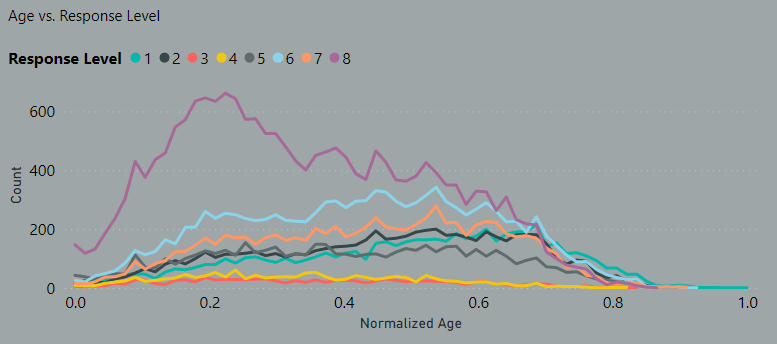 Age vs. Response Level
Response Level 1 2 3 4 5 6 7 8
600
400
200
0
Count
0.0 0.2 0.4 0.6 0.8 1.0
Normalized Age